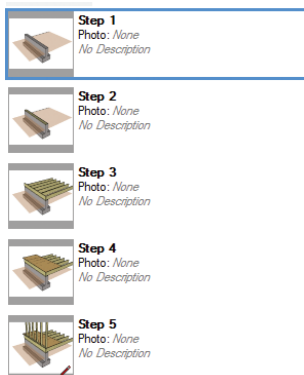 Step 1
Photo: None
No Description
Step 2
Photo: None
No Description
Step 3
Photo: None
No Description
Step 4
Photo: None
No Description
Step 5
Photo: None
No Description